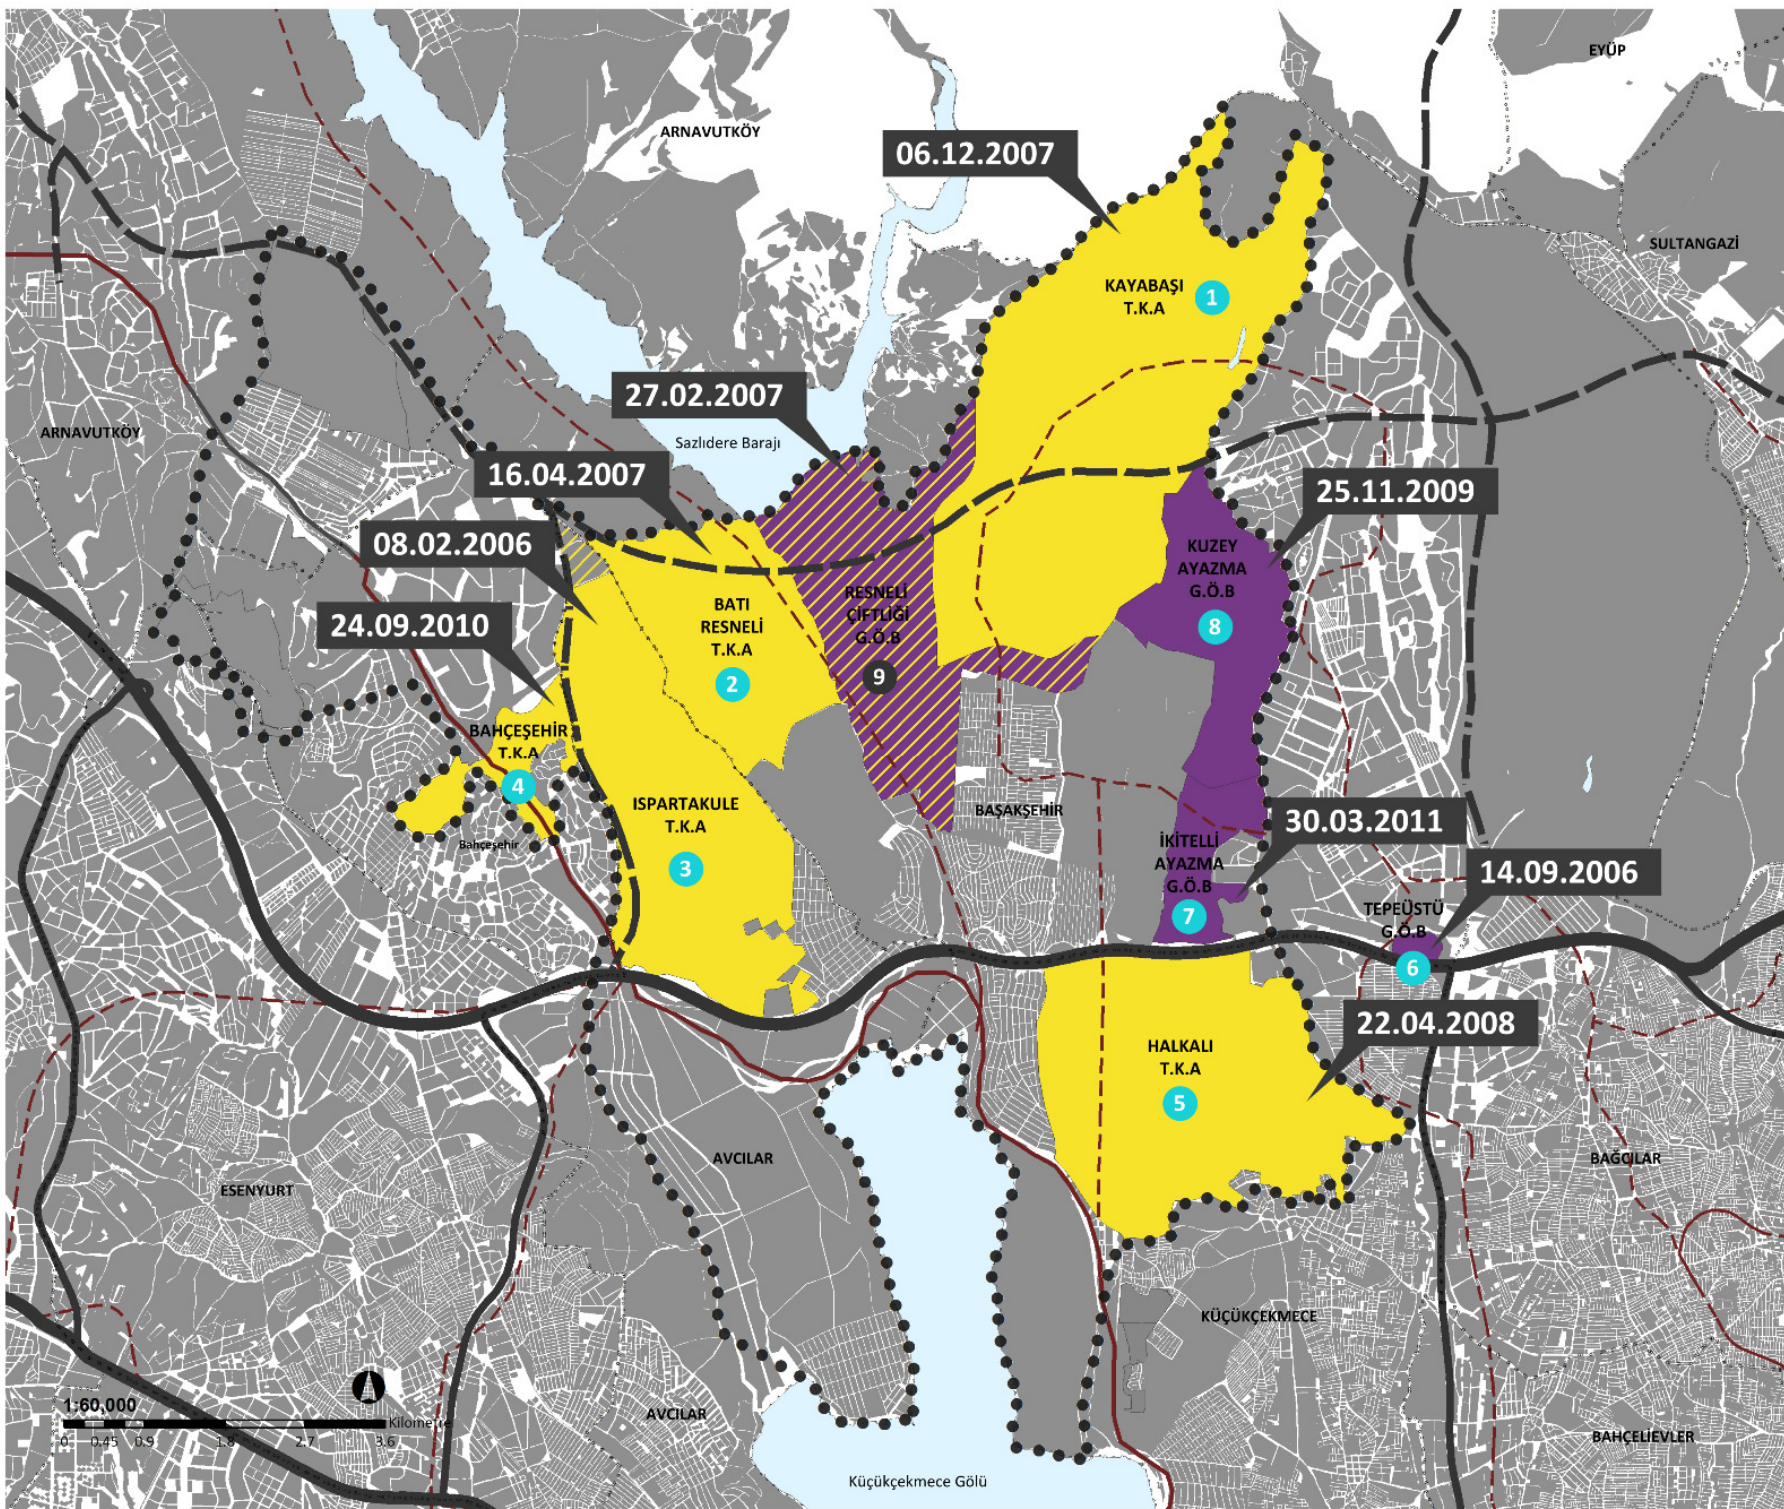 EYÜP
ARNAVUTKÖY
06.12.2007
SULTANGAZİ
KAYABAŞI
T.K.A
1
27.02.2007
ARNAVUTKÖY
Sazlıdere Barajı
16.04.2007
25.11.2009
08.02.2006
KUZEY
AYAZMA
G.Ö.B
8
24.09.2010
BATI
RESNELİ
T.K.A
2
RESNELİ
ÇİFTLİĞİ
G.Ö.B
9
BAHÇEŞEHİR
T.K.A
4
Bahçeşehir
ISPARTAKULE
T.K.A
3
BAŞAKŞEHİR
30.03.2011
İKİTELLİ
AYAZMA
G.Ö.B
7
14.09.2006
TEPEÜSTÜ
G.Ö.B
6
22.04.2008
HALKALI
T.K.A
5
AVCILAR
BAĞCILAR
ESENYURT
KÜÇÜKÇEKMECE
1:60,000
Kilometre
0 0.45 0.9 1.8 2.7 3.6
AVCILAR
BAHÇELİEVLER
Küçükçekmece Gölü